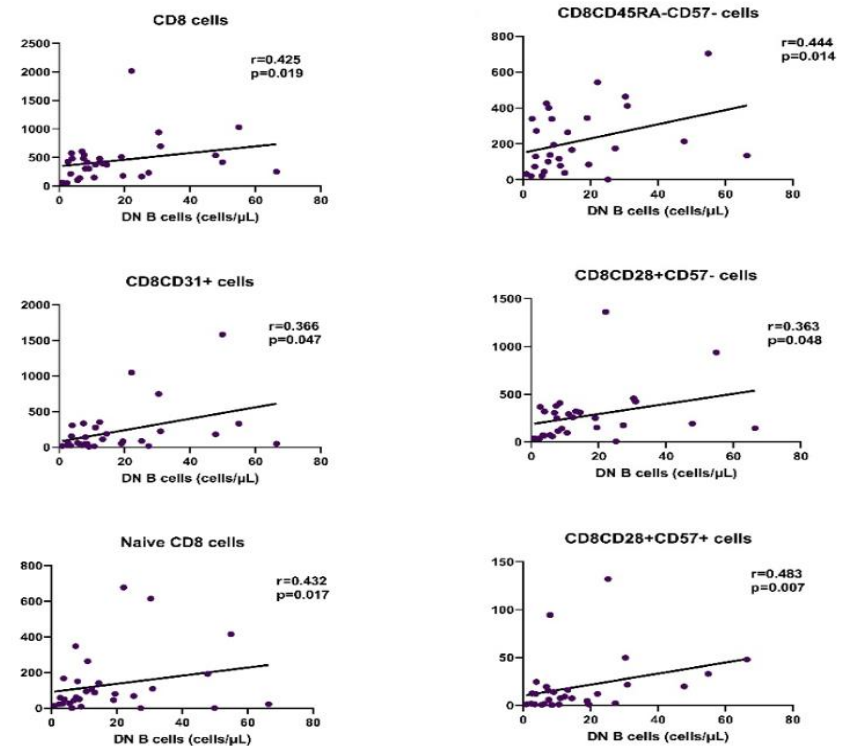 CD8 cells
r=0.425
p=0.019
2500
2000
1500
1000
500
0
0 20 40 60 80
DN B cells (cells/µL)
CD8CD45RA-CD57- cells
r=0.444
p=0.014
800
600
400
200
0
0 20 40 60 80
DN B cells (cells/µL)
CD8CD31+ cells
r=0.366
p=0.047
2000
1500
1000
500
0
0 20 40 60 80
DN B cells (cells/µL)
CD8CD28+CD57- cells
r=0.363
p=0.048
1500
1000
500
0
0 20 40 60 80
DN B cells (cells/µL)
Naive CD8 cells
r=0.432
p=0.017
800
600
400
200
0
0 20 40 60 80
DN B cells (cells/µL)
CD8CD28+CD57+ cells
r=0.483
p=0.007
150
100
50
0
0 20 40 60 80
DN B cells (cells/µL)